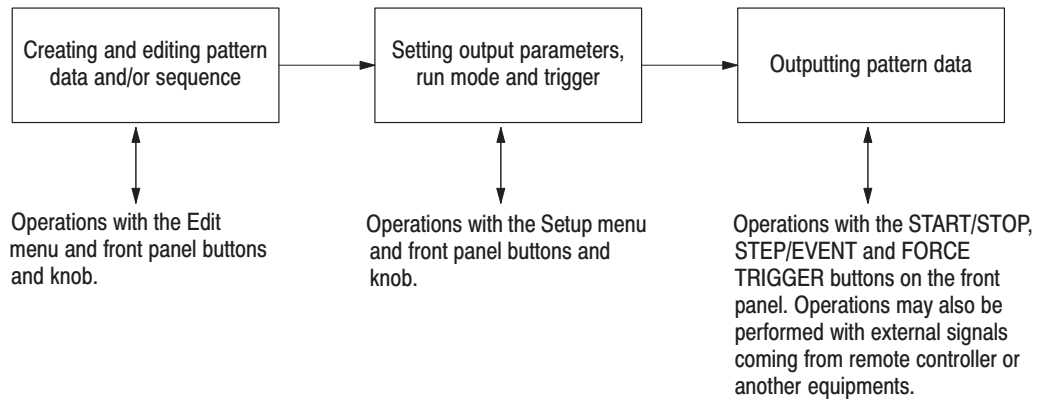 Creating and editing pattern
data and/or sequence
Setting output parameters,
run mode and trigger
Outputting pattern data
Operations with the Edit
menu and front panel buttons
and knob.
Operations with the Setup menu
and front panel buttons and
knob.
Operations with the START/STOP,
STEP/EVENT and FORCE
TRIGGER buttons on the front
panel. Operations may also be
performed with external signals
coming from remote controller or
another equipments.